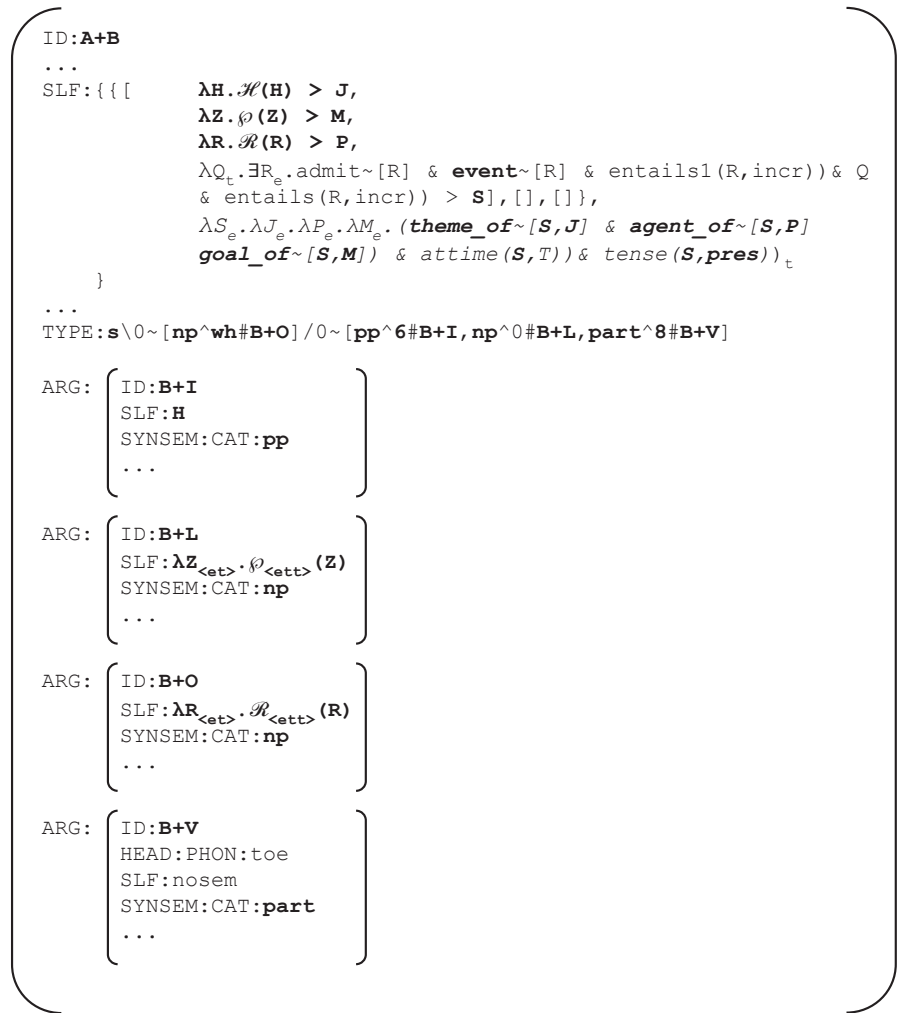 ID:A+B
...
SLF:{{[ λH.ℋ(H) > J,
λZ.℘(Z) > M,
λR.ℛ(R) > P,
λQₜ.∃Rₑ.admit~[R] & event~[R] & entails1(R,incr))& Q
& entails(R,incr)) > S],[],[]},
λSₑ.λJₑ.λPₑ.λMₑ.(theme_of~[S,J] & agent_of~[S,P]
goal_of~[S,M]) & attime(S,T))& tense(S,pres))ₜ
}
...
TYPE:s\0~[np^wh#B+O]/0~[pp^6#B+I,np^0#B+L,part^8#B+V]
ARG: ID:B+I
SLF:H
SYNSEM:CAT:pp
...
ARG: ID:B+L
SLF:λZ<et>.℘<ett>(Z)
SYNSEM:CAT:np
...
ARG: ID:B+O
SLF:λR<et>.ℛ<ett>(R)
SYNSEM:CAT:np
...
ARG: ID:B+V
HEAD:PHON:toe
SLF:nosem
SYNSEM:CAT:part
...